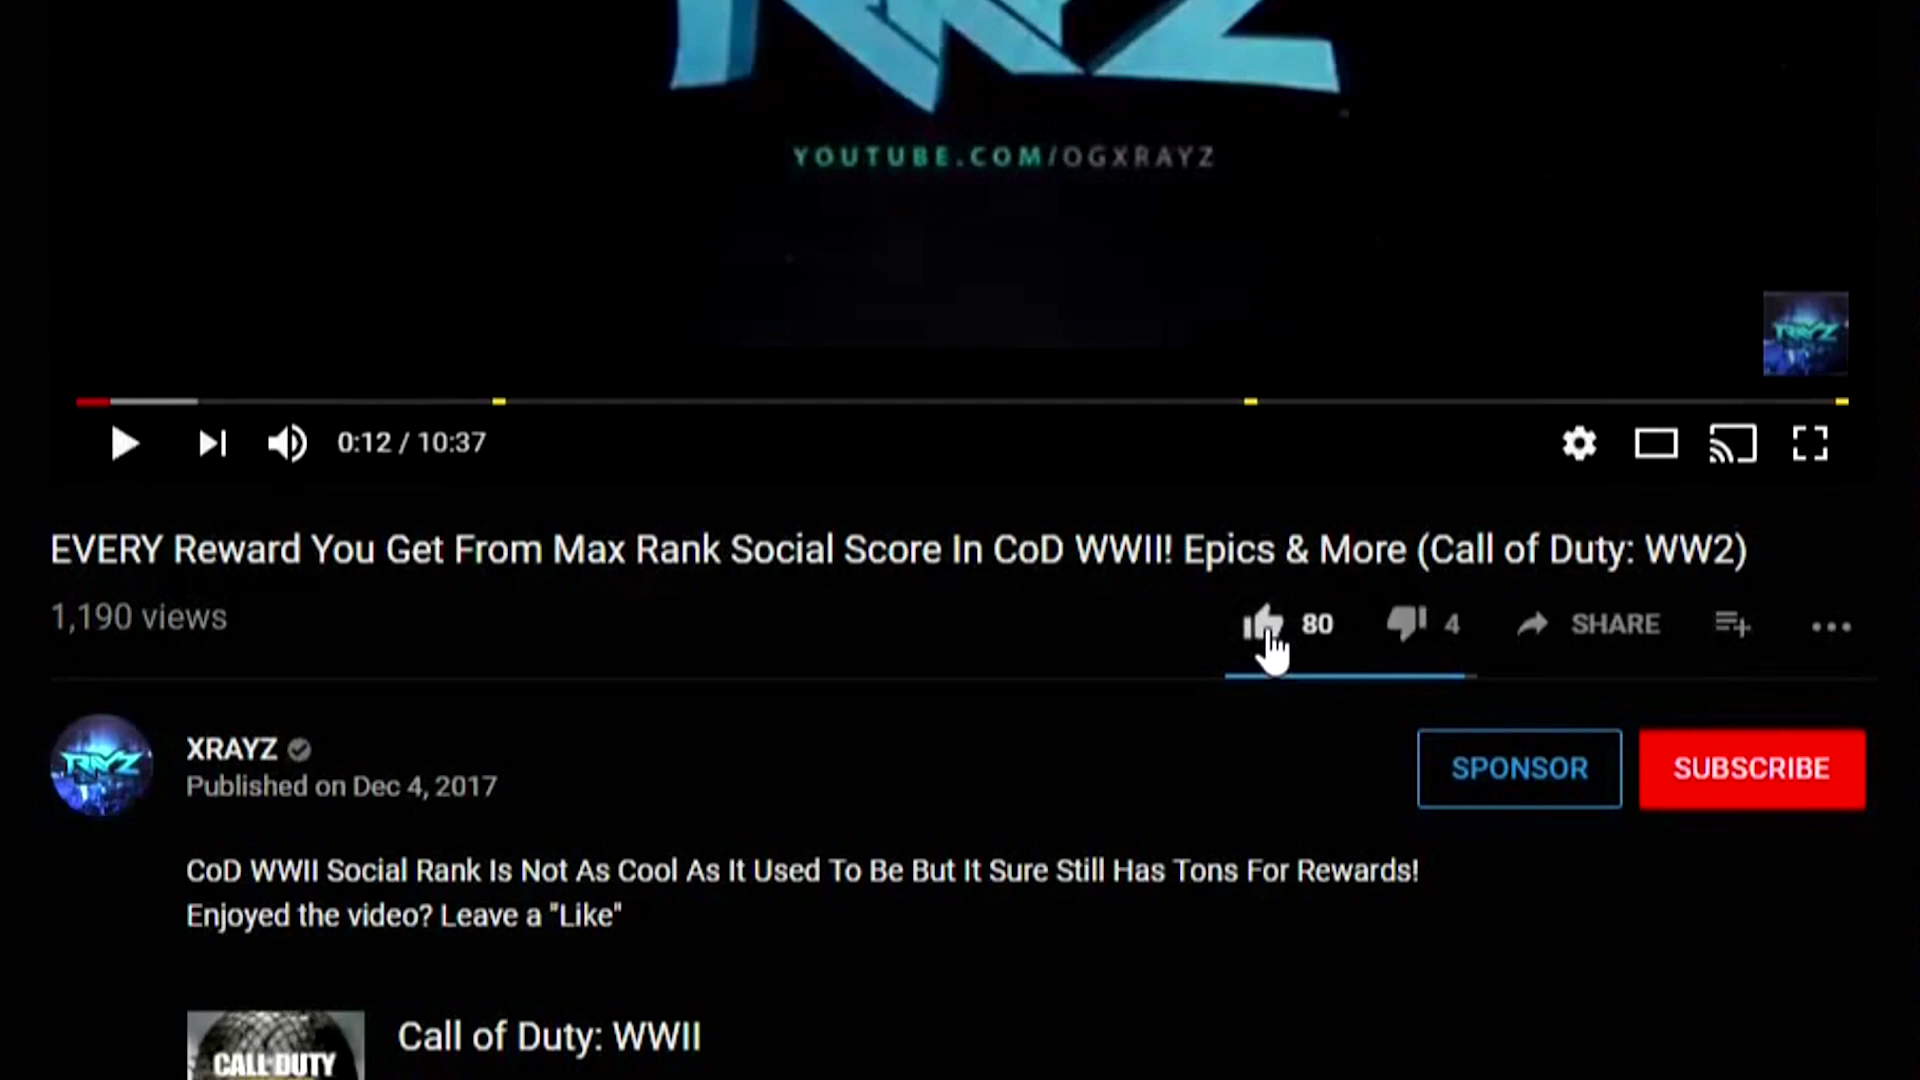 YOUTUBE.COM/OGXRAYZ
0:12 / 10:37
EVERY Reward You Get From Max Rank Social Score In CoD WWII! Epics & More (Call of Duty: WW2)
1,190 views
80
4
SHARE
XRAYZ
Published on Dec 4, 2017
SPONSOR
SUBSCRIBE
CoD WWII Social Rank Is Not As Cool As It Used To Be But It Sure Still Has Tons For Rewards!
Enjoyed the video? Leave a "Like"
Call of Duty: WWII
CALL DUTY